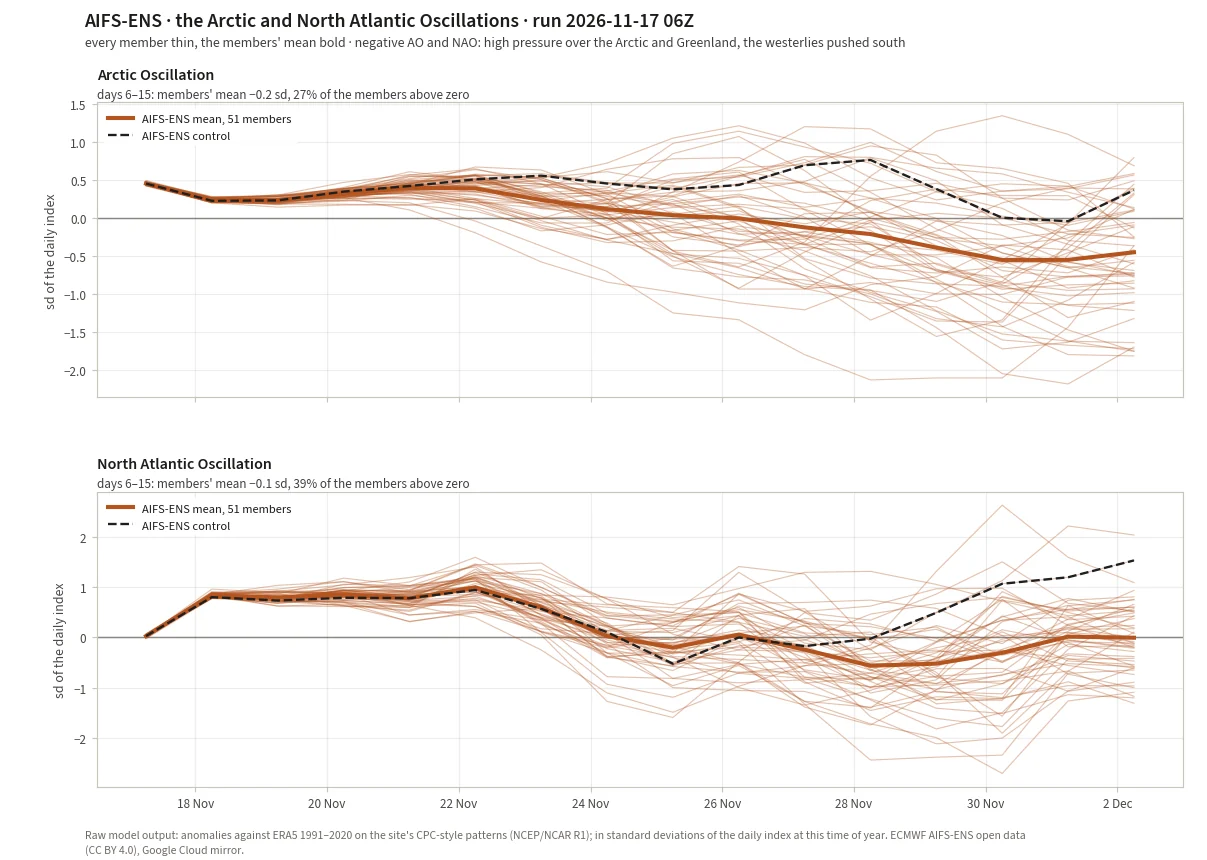 AIFS-ENS · the Arctic and North Atlantic Oscillations · run 2026-11-17 06Z
every member thin, the members' mean bold · negative AO and NAO: high pressure over the Arctic and Greenland, the westerlies pushed south
Arctic Oscillation
days 6–15: members' mean −0.2 sd, 27% of the members above zero
AIFS-ENS mean, 51 members
AIFS-ENS control
sd of the daily index
1.5
1.0
0.5
0.0
−0.5
−1.0
−1.5
−2.0
North Atlantic Oscillation
days 6–15: members' mean −0.1 sd, 39% of the members above zero
AIFS-ENS mean, 51 members
AIFS-ENS control
sd of the daily index
2
1
0
−1
−2
18 Nov 20 Nov 22 Nov 24 Nov 26 Nov 28 Nov 30 Nov 2 Dec
Raw model output: anomalies against ERA5 1991–2020 on the site's CPC-style patterns (NCEP/NCAR R1); in standard deviations of the daily index at this time of year. ECMWF AIFS-ENS open data
(CC BY 4.0), Google Cloud mirror.